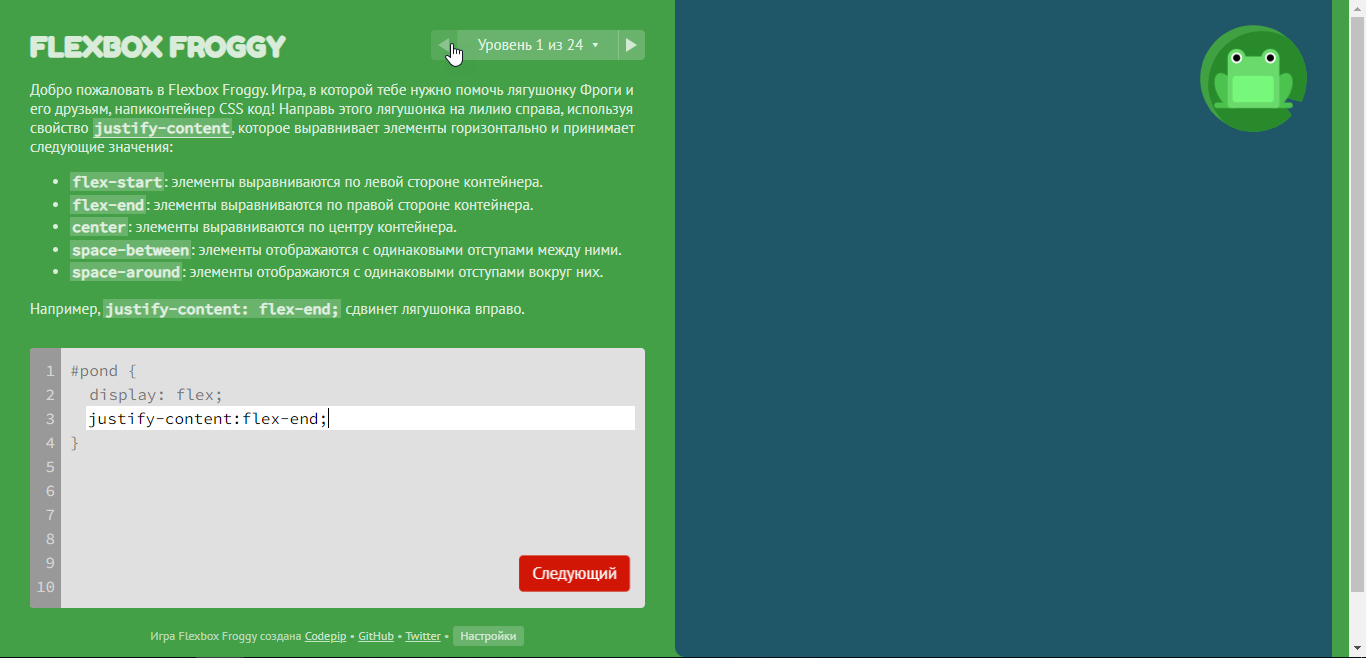 FLEXBOX FROGGY
Уровень 1 из 24
Добро пожаловать в Flexbox Froggy. Игра, в которой тебе нужно помочь лягушонку Фроги и
его друзьям, напиконтейнер CSS код! Направь этого лягушонка на лилию справа, используя
свойство justify-content, которое выравнивает элементы горизонтально и принимает
следующие значения:
• flex-start: элементы выравниваются по левой стороне контейнера.
• flex-end: элементы выравниваются по правой стороне контейнера.
• center: элементы выравниваются по центру контейнера.
• space-between: элементы отображаются с одинаковыми отступами между ними.
• space-around: элементы отображаются с одинаковыми отступами вокруг них.
Например, justify-content: flex-end; сдвинет лягушонка вправо.
1 #pond {
2 display: flex;
3 justify-content:flex-end;
4 }
5
6
7
8
9
10
Следующий
Игра Flexbox Froggy создана Codepip • GitHub • Twitter • Настройки